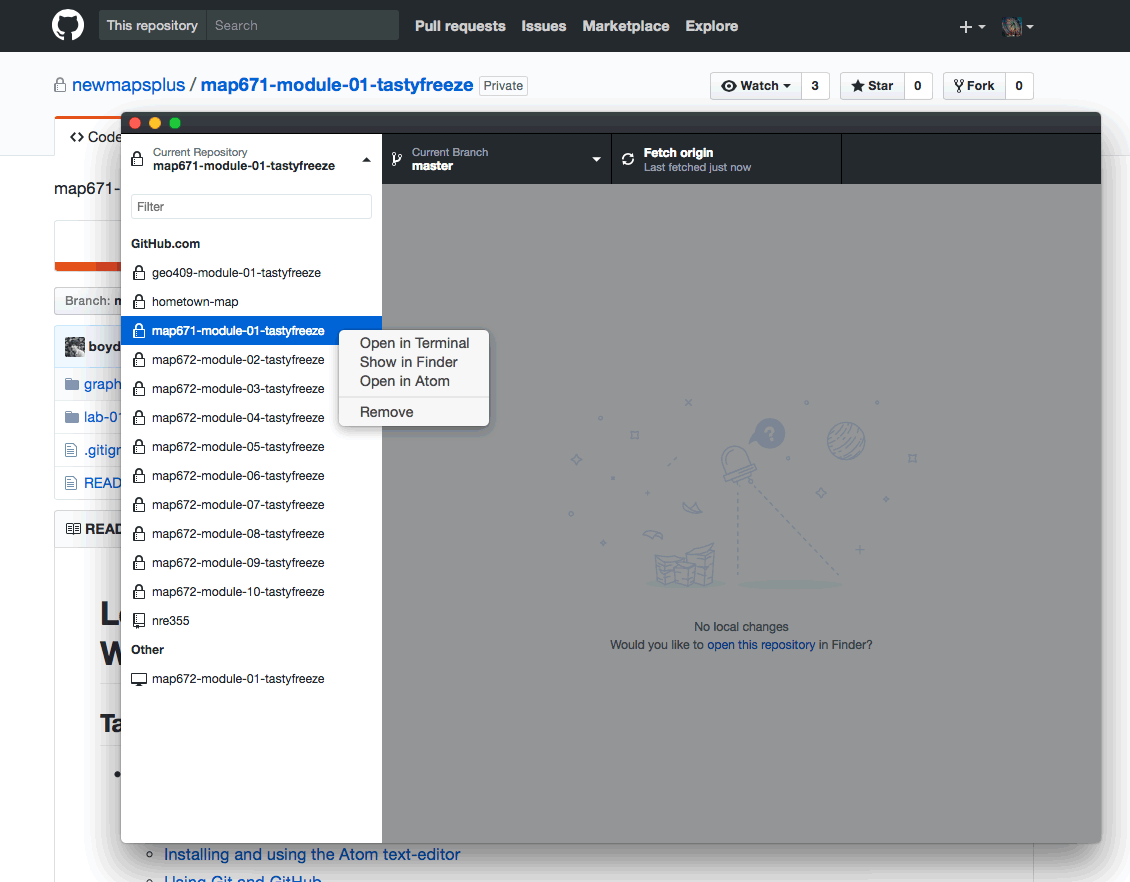 This repository Search Pull requests Issues Marketplace Explore
newmapsplus / map671-module-01-tastyfreeze Private Watch 3 Star 0 Fork 0
Code
map671-
Branch:
boyd
graph
lab-01
.gitign
READ
READ
Current Repository
map671-module-01-tastyfreeze
Current Branch
master
Fetch origin
Last fetched just now
Filter
GitHub.com
geo409-module-01-tastyfreeze
hometown-map
map671-module-01-tastyfreeze
map672-module-02-tastyfreeze
map672-module-03-tastyfreeze
map672-module-04-tastyfreeze
map672-module-05-tastyfreeze
map672-module-06-tastyfreeze
map672-module-07-tastyfreeze
map672-module-08-tastyfreeze
map672-module-09-tastyfreeze
map672-module-10-tastyfreeze
nre355
Other
map672-module-01-tastyfreeze
Open in Terminal
Show in Finder
Open in Atom
Remove
?
No local changes
Would you like to open this repository in Finder?
Ta
Installing and using the Atom text-editor
Using Git and GitHub